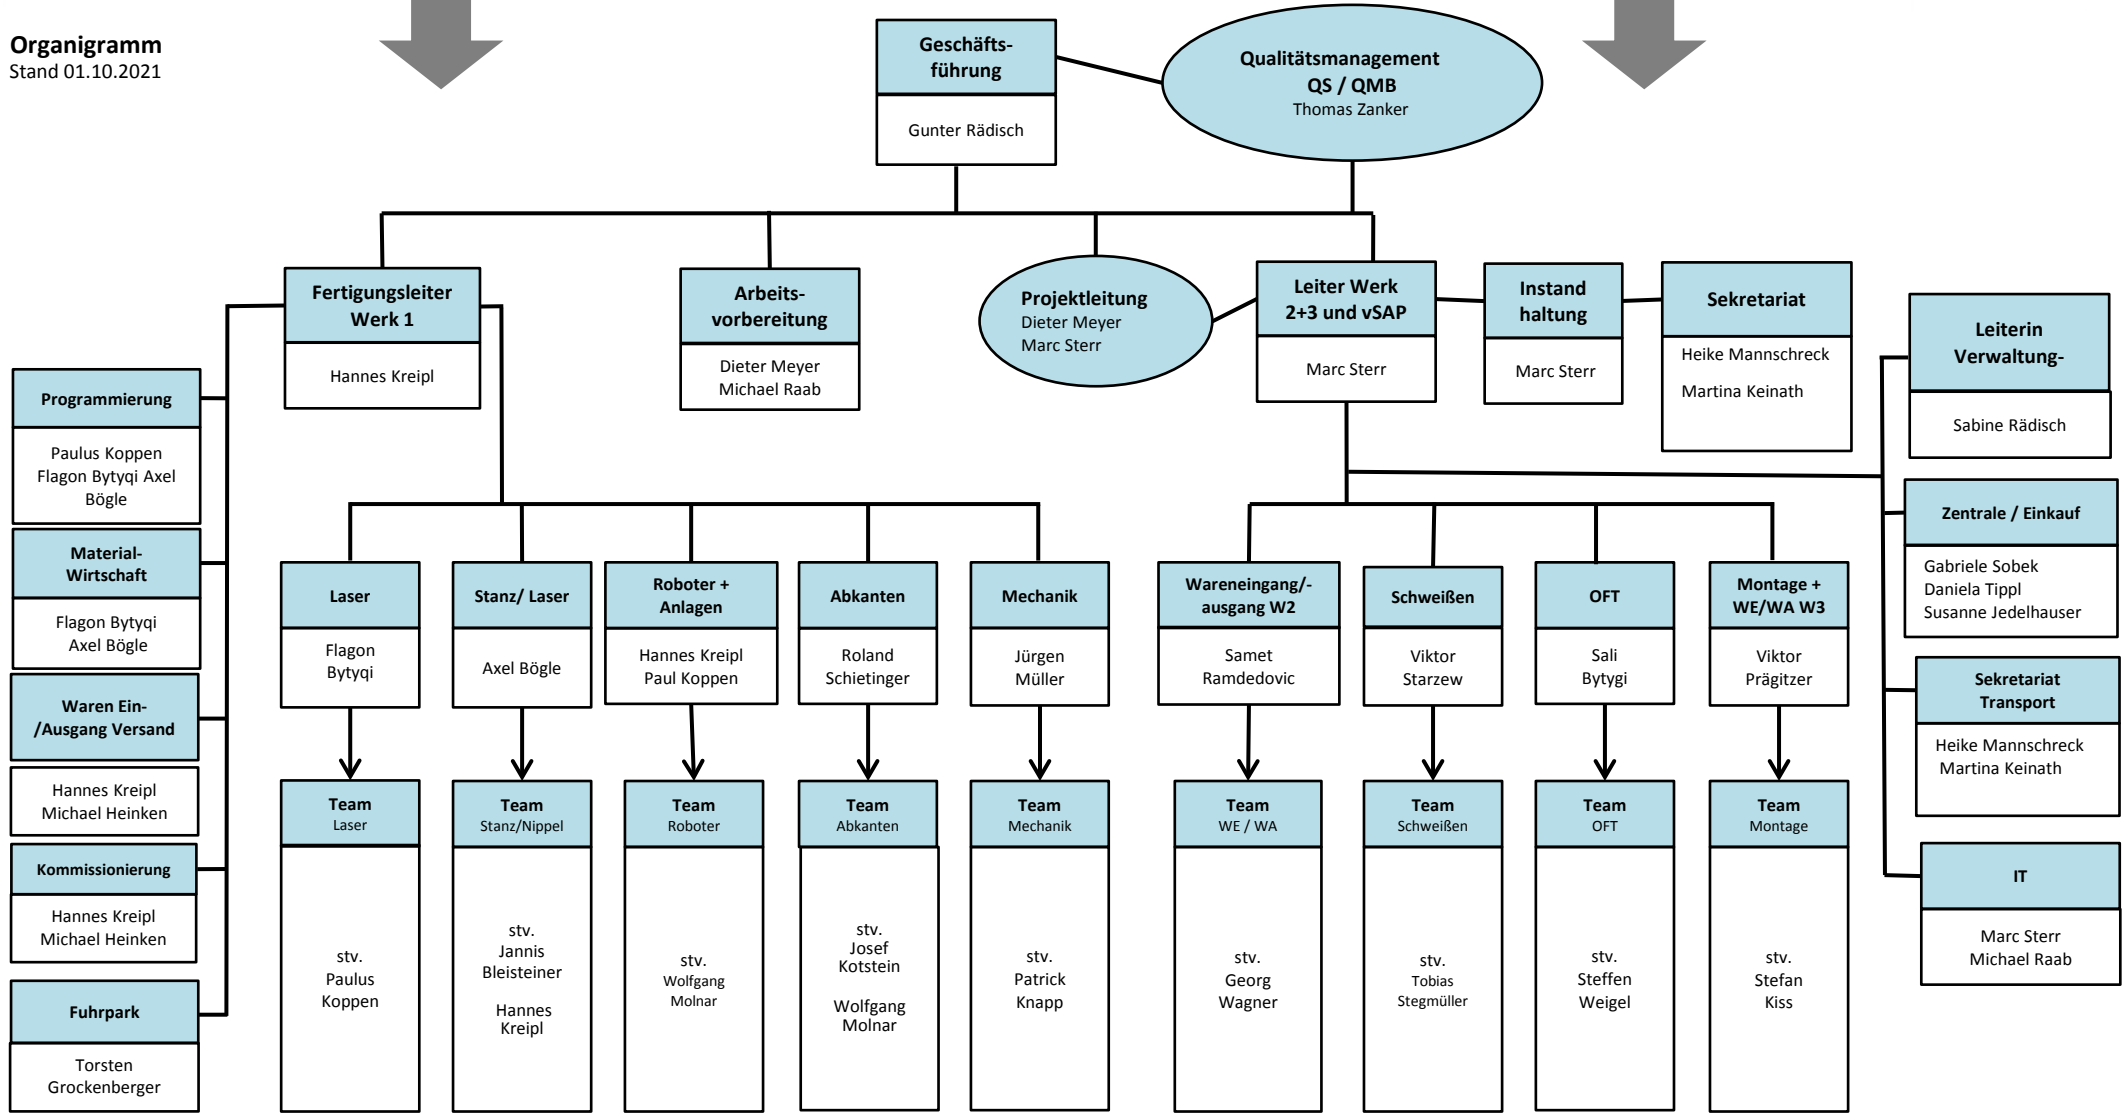 Organigramm
Stand 01.10.2021
Geschäfts-
führung
Gunter Rädisch
Qualitätsmanagement
QS / QMB
Thomas Zanker
Fertigungsleiter
Werk 1
Hannes Kreipl
Arbeits-
vorbereitung
Dieter Meyer
Michael Raab
Projektleitung
Dieter Meyer
Marc Sterr
Leiter Werk
2+3 und vSAP
Marc Sterr
Instand
haltung
Marc Sterr
Sekretariat
Heike Mannschreck
Martina Keinath
Leiterin
Verwaltung-
Sabine Rädisch
Programmierung
Paulus Koppen
Flagon Bytyqi Axel
Bögle
Material-
Wirtschaft
Flagon Bytyqi
Axel Bögle
Waren Ein-
/Ausgang Versand
Hannes Kreipl
Michael Heinken
Kommissionierung
Hannes Kreipl
Michael Heinken
Fuhrpark
Torsten
Grockenberger
Laser
Flagon
Bytyqi
Stanz/ Laser
Axel Bögle
Roboter +
Anlagen
Hannes Kreipl
Paul Koppen
Abkanten
Roland
Schietinger
Mechanik
Jürgen
Müller
Wareneingang/-
ausgang W2
Samet
Ramdedovic
Schweißen
Viktor
Starzew
OFT
Sali
Bytygi
Montage +
WE/WA W3
Viktor
Prägitzer
Zentrale / Einkauf
Gabriele Sobek
Daniela Tippl
Susanne Jedelhauser
Sekretariat
Transport
Heike Mannschreck
Martina Keinath
IT
Marc Sterr
Michael Raab
Team
Laser
stv.
Paulus
Koppen
Team
Stanz/Nippel
stv.
Jannis
Bleisteiner
Hannes
Kreipl
Team
Roboter
stv.
Wolfgang
Molnar
Team
Abkanten
stv.
Josef
Kotstein
Wolfgang
Molnar
Team
Mechanik
stv.
Patrick
Knapp
Team
WE / WA
stv.
Georg
Wagner
Team
Schweißen
stv.
Tobias
Stegmüller
Team
OFT
stv.
Steffen
Weigel
Team
Montage
stv.
Stefan
Kiss